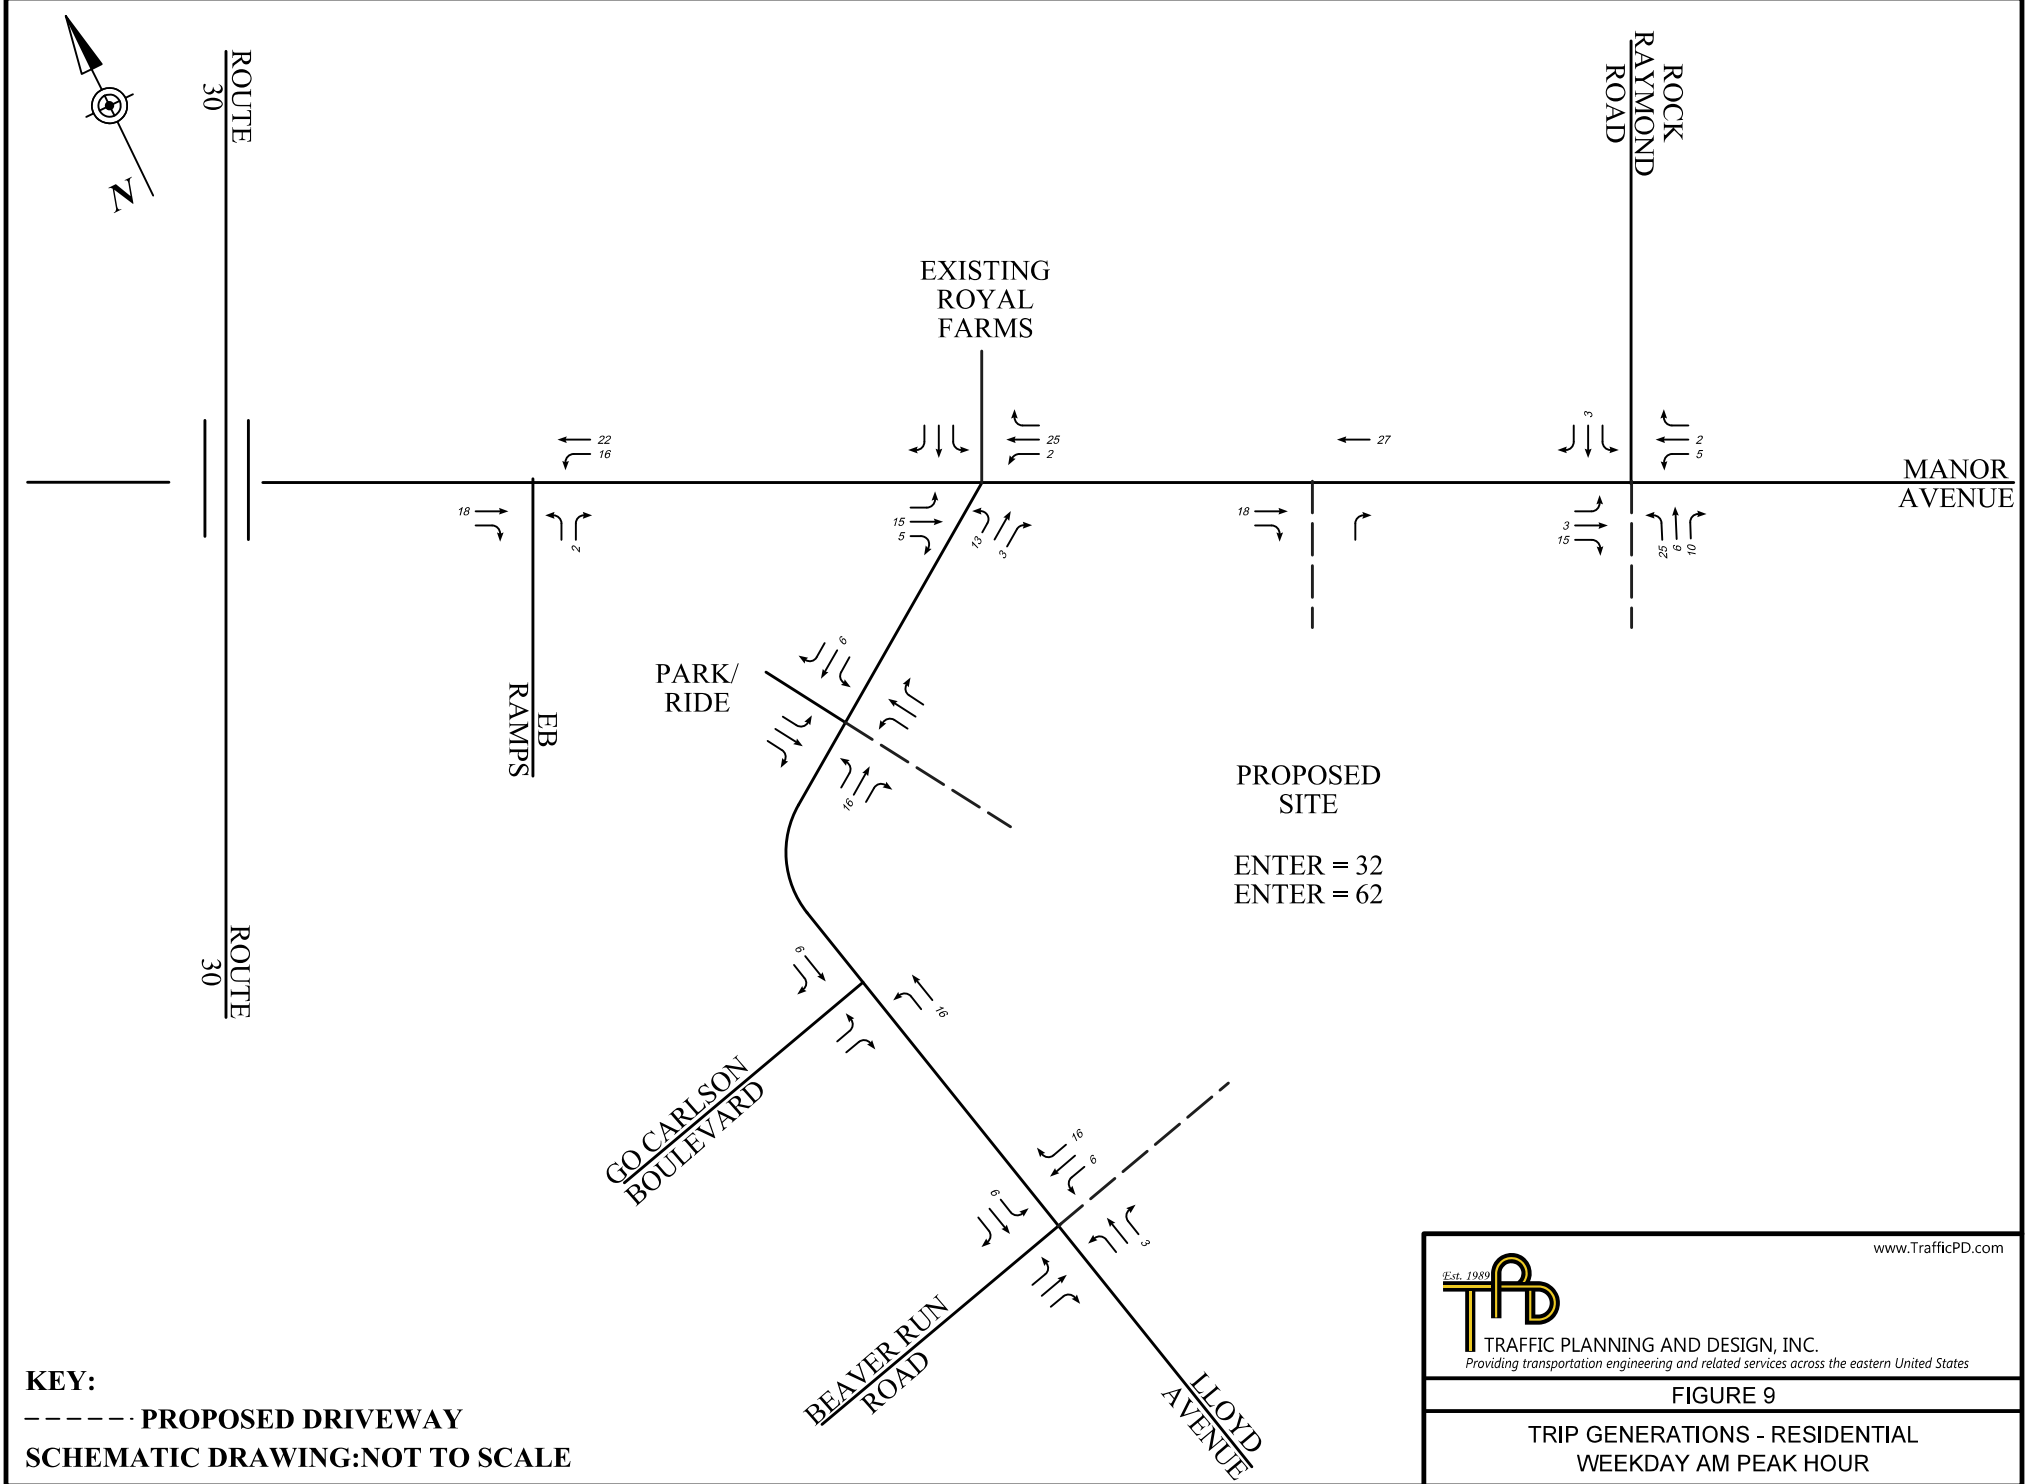 N
ROUTE
30
EXISTING
ROYAL
FARMS
ROCK
RAYMOND
ROAD
22
16
25
2
27
3
2
5
MANOR
AVENUE
18
2
15
5
13
3
18
3
15
25
6
10
6
PARK/
RIDE
16
EB
RAMPS
PROPOSED
SITE
ENTER = 32
ENTER = 62
ROUTE
30
6
16
GO CARLSON
BOULEVARD
16
6
6
3
BEAVER RUN
ROAD
LLOYD
AVENUE
KEY:
PROPOSED DRIVEWAY
SCHEMATIC DRAWING:NOT TO SCALE
www.TrafficPD.com
Est. 1989
TPD
TRAFFIC PLANNING AND DESIGN, INC.
Providing transportation engineering and related services across the eastern United States
FIGURE 9
TRIP GENERATIONS - RESIDENTIAL
WEEKDAY AM PEAK HOUR